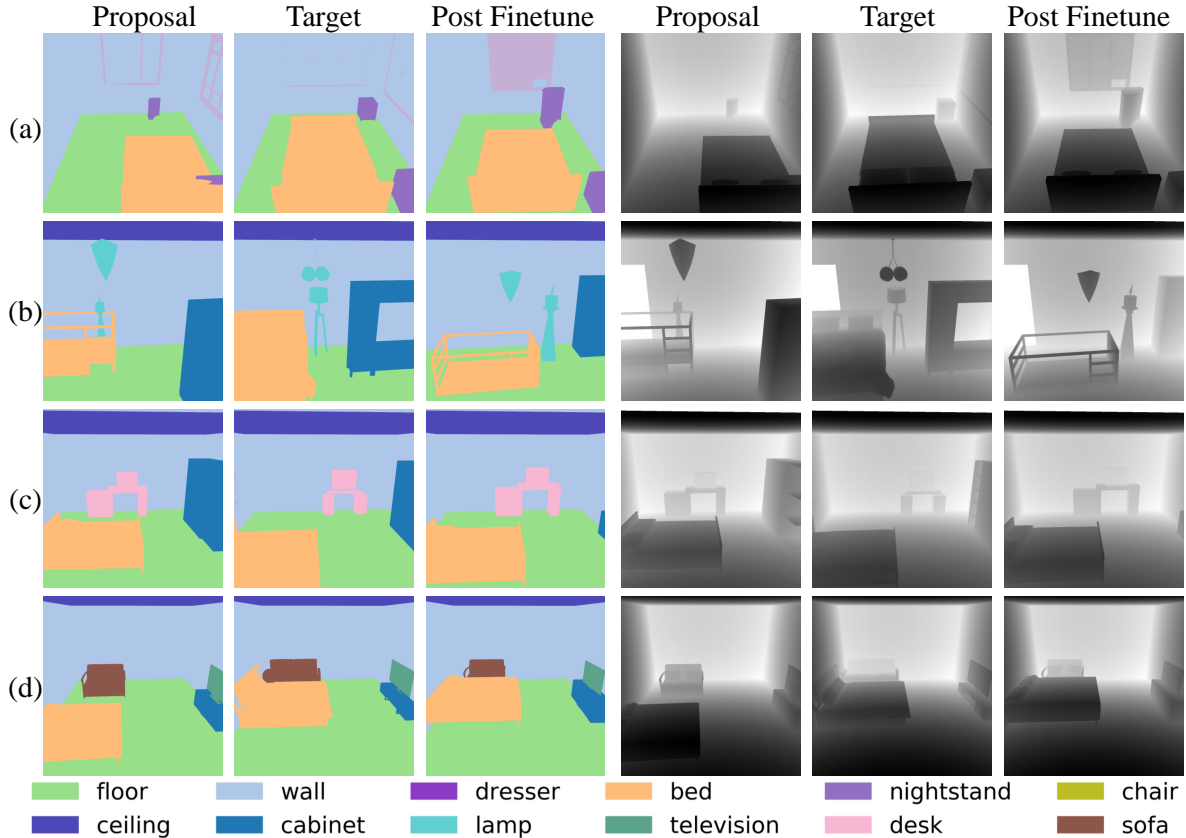 Proposal Target Post Finetune Proposal Target Post Finetune
(a)
(b)
(c)
(d)
floor wall dresser bed nightstand chair
ceiling cabinet lamp television desk sofa